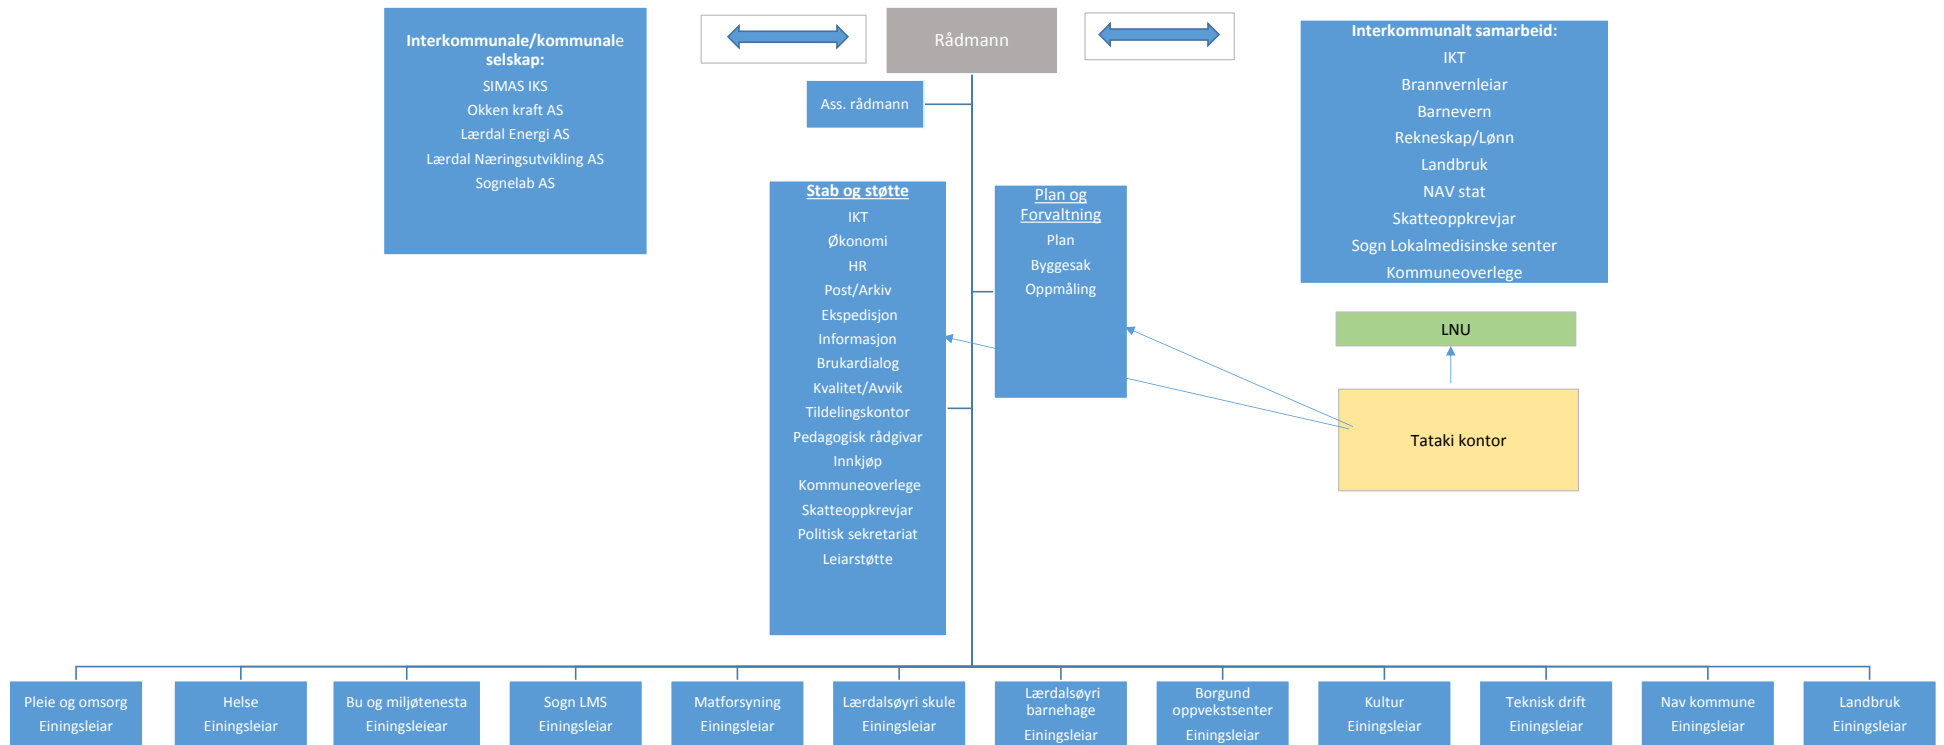 Interkommunale/kommunale
selskap:
SIMAS IKS
Okken kraft AS
Lærdal Energi AS
Lærdal Næringsutvikling AS
Sognelab AS
Rådmann
Ass. rådmann
Interkommunalt samarbeid:
IKT
Brannvernleiar
Barnevern
Rekneskap/Lønn
Landbruk
NAV stat
Skatteoppkrevjar
Sogn Lokalmedisinske senter
Kommuneoverlege
Stab og støtte
IKT
Økonomi
HR
Post/Arkiv
Ekspedisjon
Informasjon
Brukardialog
Kvalitet/Avvik
Tildelingskontor
Pedagogisk rådgivar
Innkjøp
Kommuneoverlege
Skatteoppkrevjar
Politisk sekretariat
Leiarstøtte
Plan og
Forvaltning
Plan
Byggesak
Oppmåling
LNU
Tataki kontor
Pleie og omsorg
Einingsleiar
Helse
Einingsleiar
Bu og miljøtenesta
Einingsleiear
Sogn LMS
Einingsleiar
Matforsyning
Einingsleiar
Lærdalsøyri skule
Einingsleiar
Lærdalsøyri
barnehage
Einingsleiar
Borgund
oppvekstsenter
Einingsleiar
Kultur
Einingsleiar
Teknisk drift
Einingsleiar
Nav kommune
Einingsleiar
Landbruk
Einingsleiar